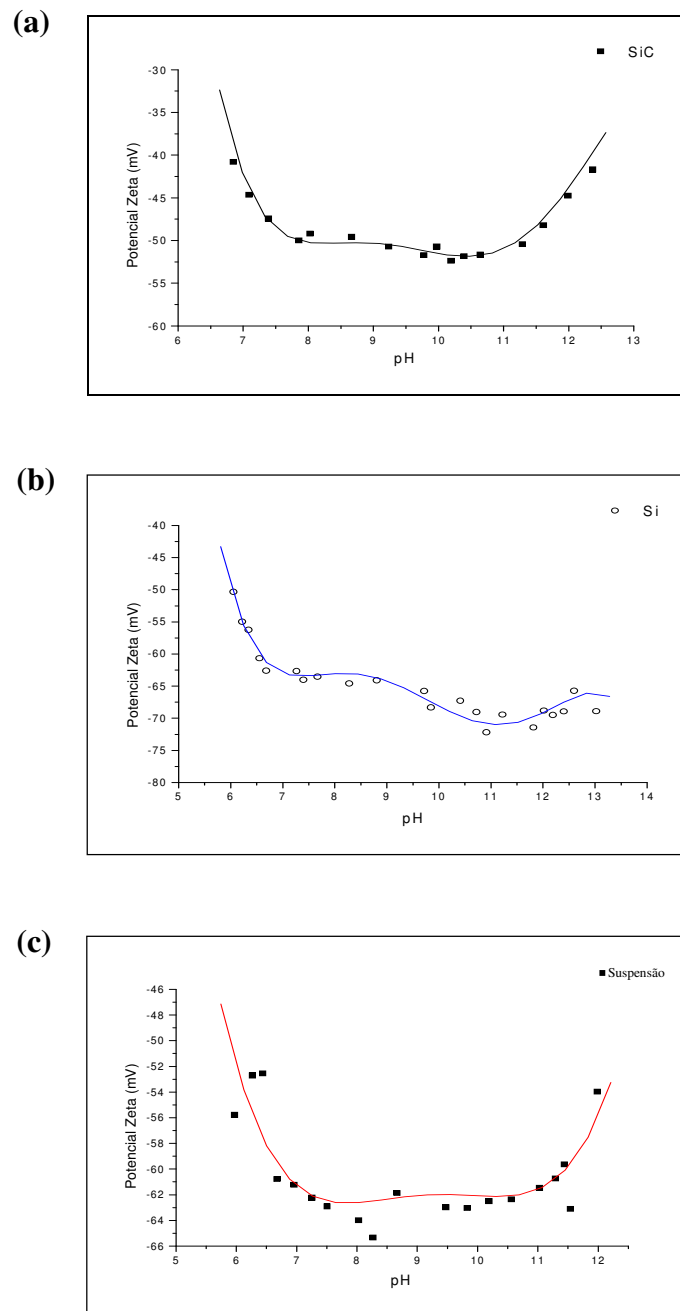 (a)
SiC
-30
-35
-40
-45
-50
-55
-60
Potencial Zeta (mV)
6 7 8 9 10 11 12 13
pH
(b)
Si
-40
-45
-50
-55
-60
-65
-70
-75
-80
Potencial Zeta (mV)
5 6 7 8 9 10 11 12 13 14
pH
(c)
Suspensão
-46
-48
-50
-52
-54
-56
-58
-60
-62
-64
-66
Potencial Zeta (mV)
5 6 7 8 9 10 11 12
pH